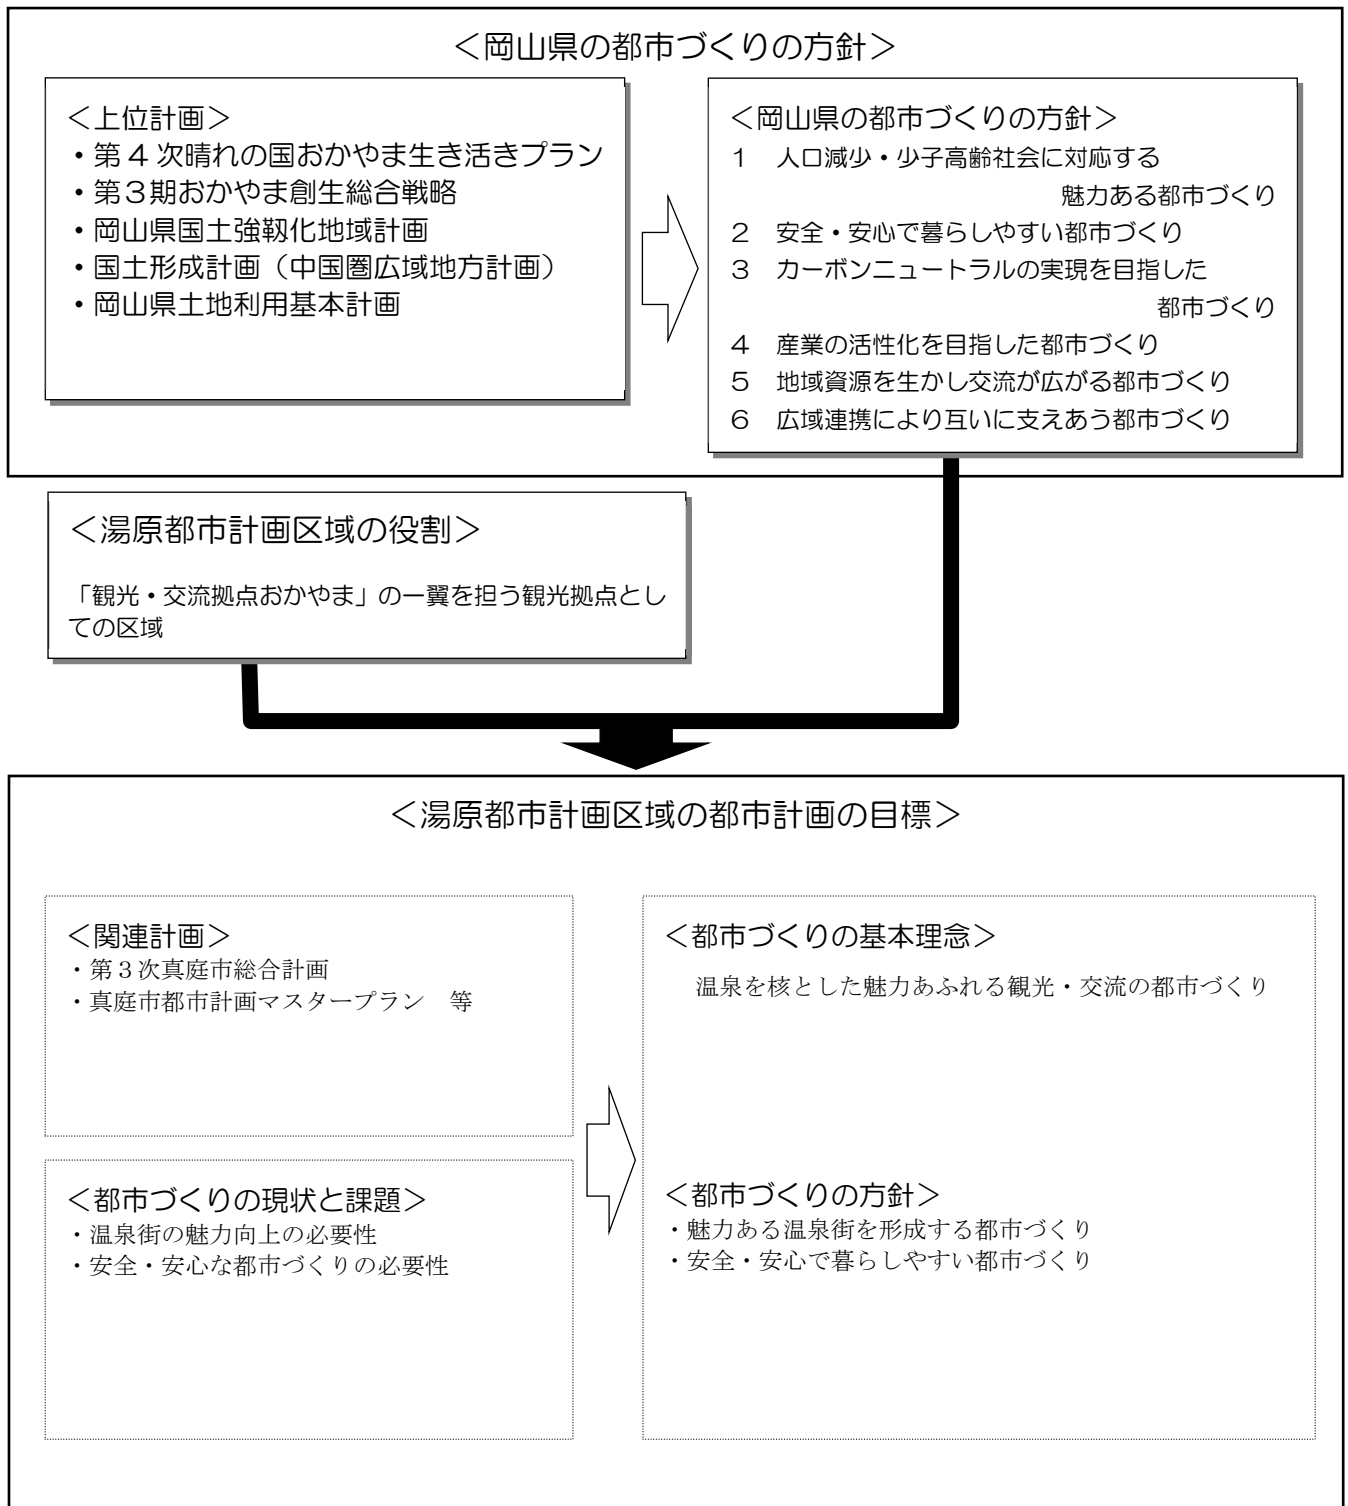 ＜岡山県の都市づくりの方針＞
＜上位計画＞
・第４次晴れの国おかやま生き活きプラン
・第３期おかやま創生総合戦略
・岡山県国土強靱化地域計画
・国土形成計画（中国圏広域地方計画）
・岡山県土地利用基本計画
＜岡山県の都市づくりの方針＞
１　人口減少・少子高齢社会に対応する
魅力ある都市づくり
２　安全・安心で暮らしやすい都市づくり
３　カーボンニュートラルの実現を目指した
都市づくり
４　産業の活性化を目指した都市づくり
５　地域資源を生かし交流が広がる都市づくり
６　広域連携により互いに支えあう都市づくり
＜湯原都市計画区域の役割＞
「観光・交流拠点おかやま」の一翼を担う観光拠点とし
ての区域
＜湯原都市計画区域の都市計画の目標＞
＜関連計画＞
・第３次真庭市総合計画
・真庭市都市計画マスタープラン　等
＜都市づくりの現状と課題＞
・温泉街の魅力向上の必要性
・安全・安心な都市づくりの必要性
＜都市づくりの基本理念＞
温泉を核とした魅力あふれる観光・交流の都市づくり
＜都市づくりの方針＞
・魅力ある温泉街を形成する都市づくり
・安全・安心で暮らしやすい都市づくり